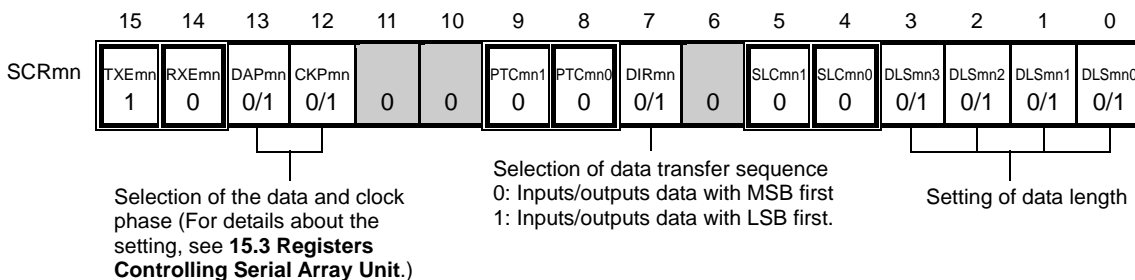 15 14 13 12 11 10 9 8 7 6 5 4 3 2 1 0
SCRmn TXEmn RXEmn DAPmn CKPmn PTCmn1 PTCmn0 DIRmn SLCmn1 SLCmn0 DLSmn3 DLSmn2 DLSmn1 DLSmn0
1 0 0/1 0/1 0 0 0 0 0/1 0 0 0 0/1 0/1 0/1 0/1
Selection of the data and clock
phase (For details about the
setting, see 15.3 Registers
Controlling Serial Array Unit.)
Selection of data transfer sequence
0: Inputs/outputs data with MSB first
1: Inputs/outputs data with LSB first.
Setting of data length